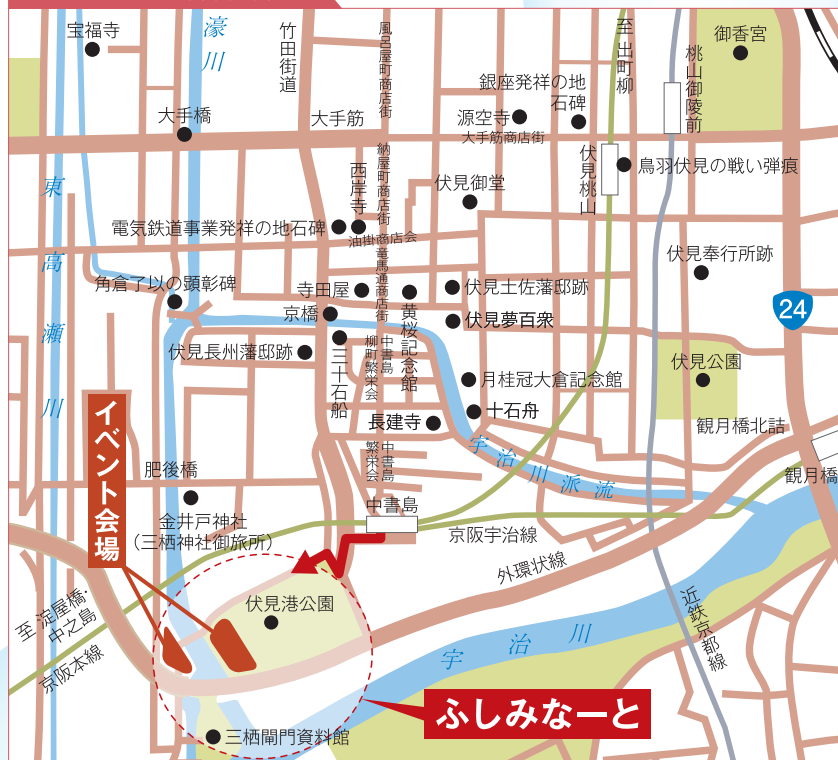 宝福寺
濠川
竹田街道
風呂屋町商店街
至 出町柳
御香宮
桃山御陵前
銀座発祥の地
石碑
大手橋
大手筋
源空寺
大手筋商店街
伏見桃山
鳥羽伏見の戦い弾痕
納屋町商店街
西岸寺
伏見御堂
東高瀬川
電気鉄道事業発祥の地石碑
油掛商店会
伏見奉行所跡
角倉了以の顕彰碑
寺田屋
竜馬通商店街
黄桜記念館
伏見土佐藩邸跡
24
京橋
伏見夢百衆
伏見長州藩邸跡
三十石船
中書島
柳町繁栄会
伏見公園
月桂冠大倉記念館
十石舟
長建寺
観月橋北詰
宇治川派流
イベント会場
中書島
繁栄会
肥後橋
観月橋
中書島
金井戸神社
(三栖神社御旅所)
京阪宇治線
外環状線
伏見港公園
至 淀屋橋・
中之島
京阪本線
近鉄京都線
宇治川
ふしみなーと
三栖閘門資料館